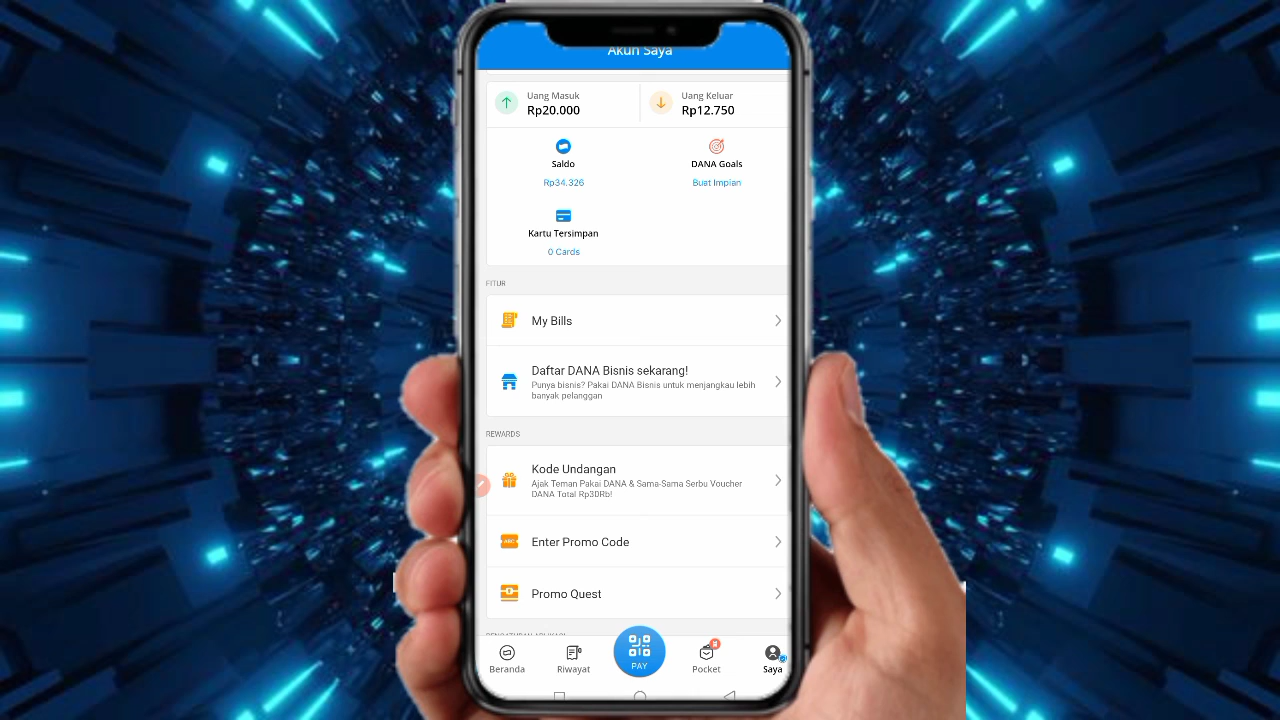 Akun Saya
Uang Masuk
Rp20.000
Uang Keluar
Rp12.750
Saldo
Rp34.326
DANA Goals
Buat Impian
Kartu Tersimpan
0 Cards
FITUR
My Bills
Daftar DANA Bisnis sekarang!
Punya bisnis? Pakai DANA Bisnis untuk menjangkau lebih
banyak pelanggan
REWARDS
Kode Undangan
Ajak Teman Pakai DANA & Sama-Sama Serbu Voucher
DANA Total Rp30Rb!
ABC
Enter Promo Code
Promo Quest
PAY
Beranda
Riwayat
Pocket
Saya